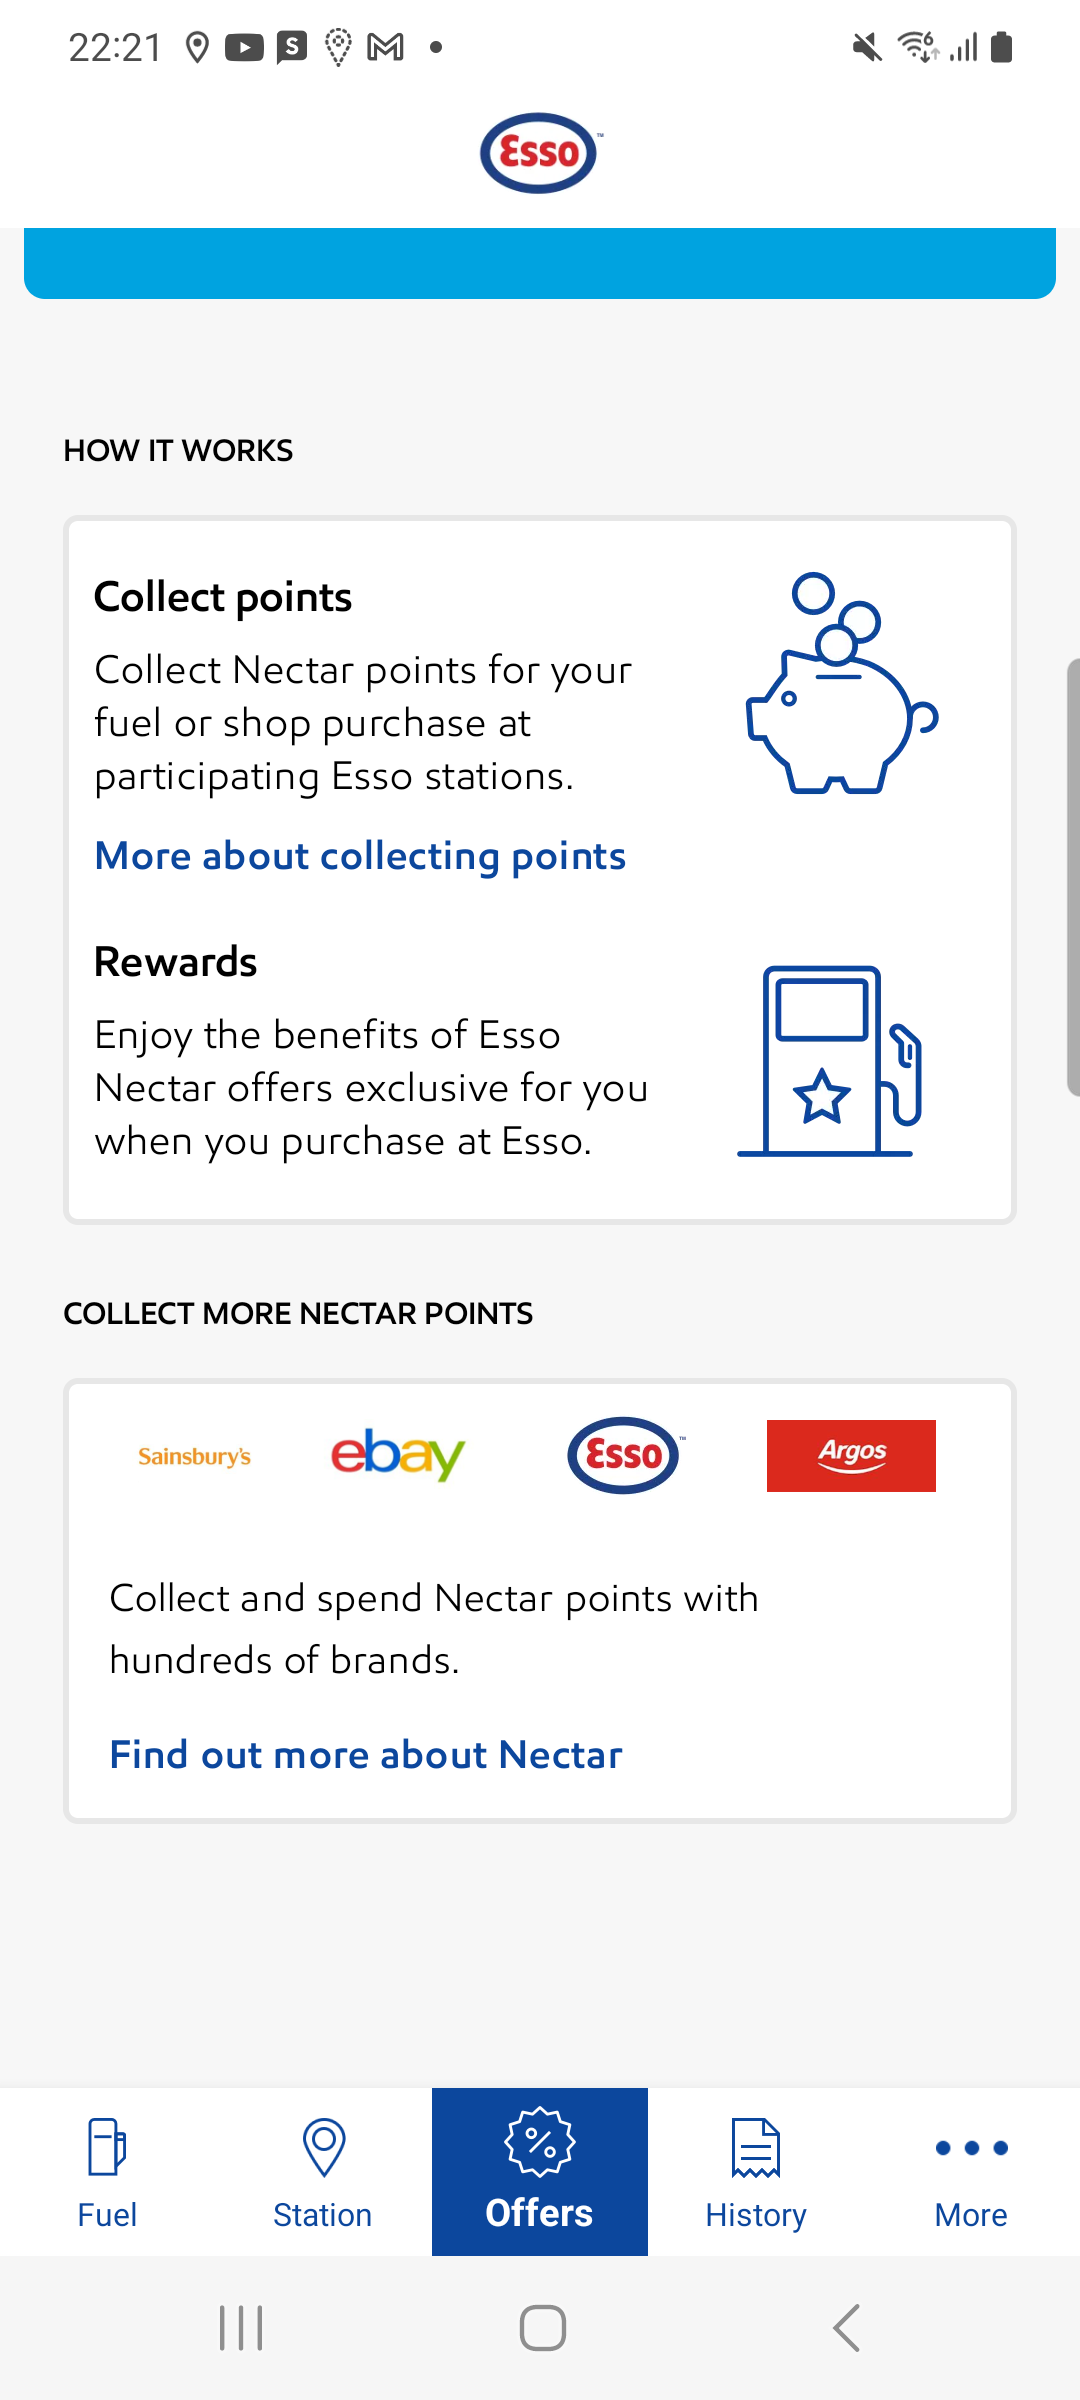 22:21
Esso
HOW IT WORKS
Collect points
Collect Nectar points for your
fuel or shop purchase at
participating Esso stations.
More about collecting points
Rewards
Enjoy the benefits of Esso
Nectar offers exclusive for you
when you purchase at Esso.
COLLECT MORE NECTAR POINTS
Sainsbury's ebay Esso Argos
Collect and spend Nectar points with
hundreds of brands.
Find out more about Nectar
Fuel Station Offers History More